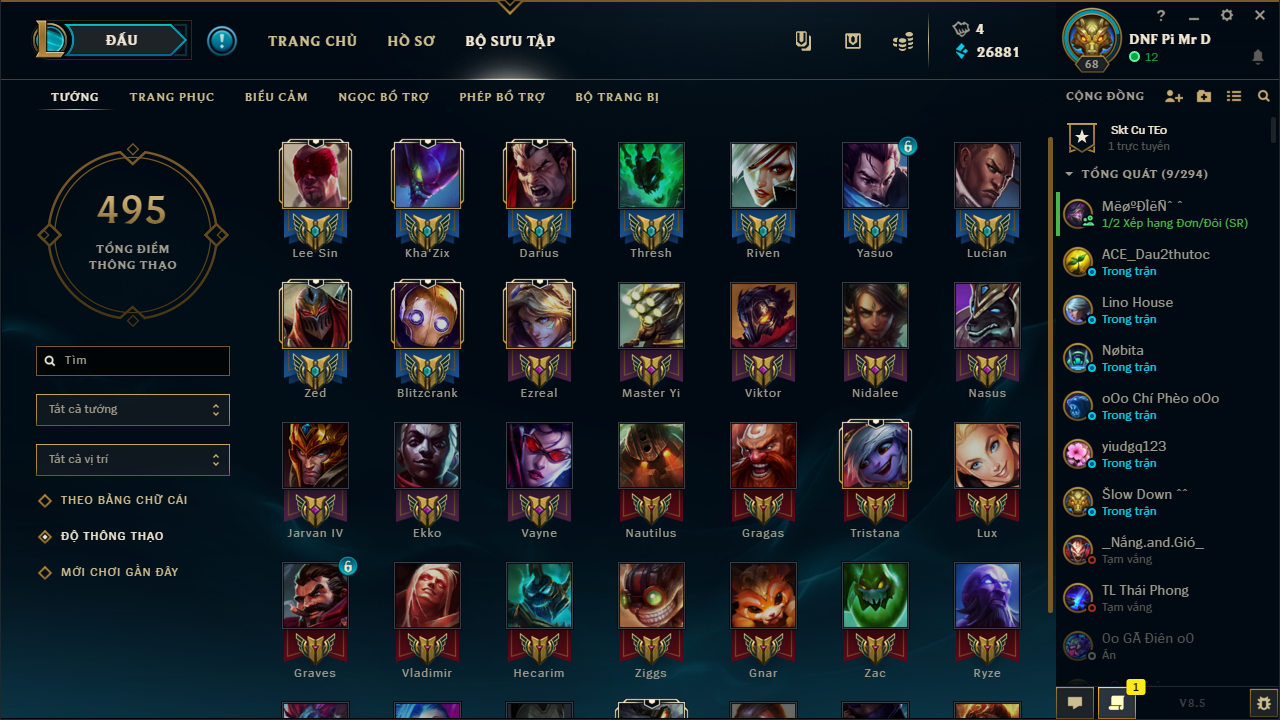 ĐẤU
TRANG CHỦ
HỒ SƠ
BỘ SƯU TẬP
4
26881
68
DNF Pi Mr D
12
TƯỚNG
TRANG PHỤC
BIỂU CẢM
NGỌC BỔ TRỢ
PHÉP BỔ TRỢ
BỘ TRANG BỊ
495
TỔNG ĐIỂM
THÔNG THẠO
Tìm
Tất cả tướng
Tất cả vị trí
THEO BẢNG CHỮ CÁI
ĐỘ THÔNG THẠO
MỚI CHƠI GẦN ĐÂY
6
Lee Sin
Kha'Zix
Darius
Thresh
Riven
Yasuo
Lucian
Zed
Blitzcrank
Ezreal
Master Yi
Viktor
Nidalee
Nasus
Jarvan IV
Ekko
Vayne
Nautilus
Gragas
Tristana
Lux
6
Graves
Vladimir
Hecarim
Ziggs
Gnar
Zac
Ryze
CỘNG ĐỒNG
Skt Cu TEo
1 trực tuyến
TỔNG QUÁT (9/294)
MëøºÐÌêÑˆ ˆ
1/2 Xếp hạng Đơn/Đôi (SR)
ACE_Dau2thutoc
Trong trận
Lino House
Trong trận
Nøbita
Trong trận
oOo Chí Phèo oOo
Trong trận
yiudgq123
Trong trận
Šlow Down ˆˆ
Trong trận
_Nắng.and.Gió_
Tạm vắng
TL Thái Phong
Tạm vắng
Oo GÃ Điên oO
Ẩn
1
V8.5